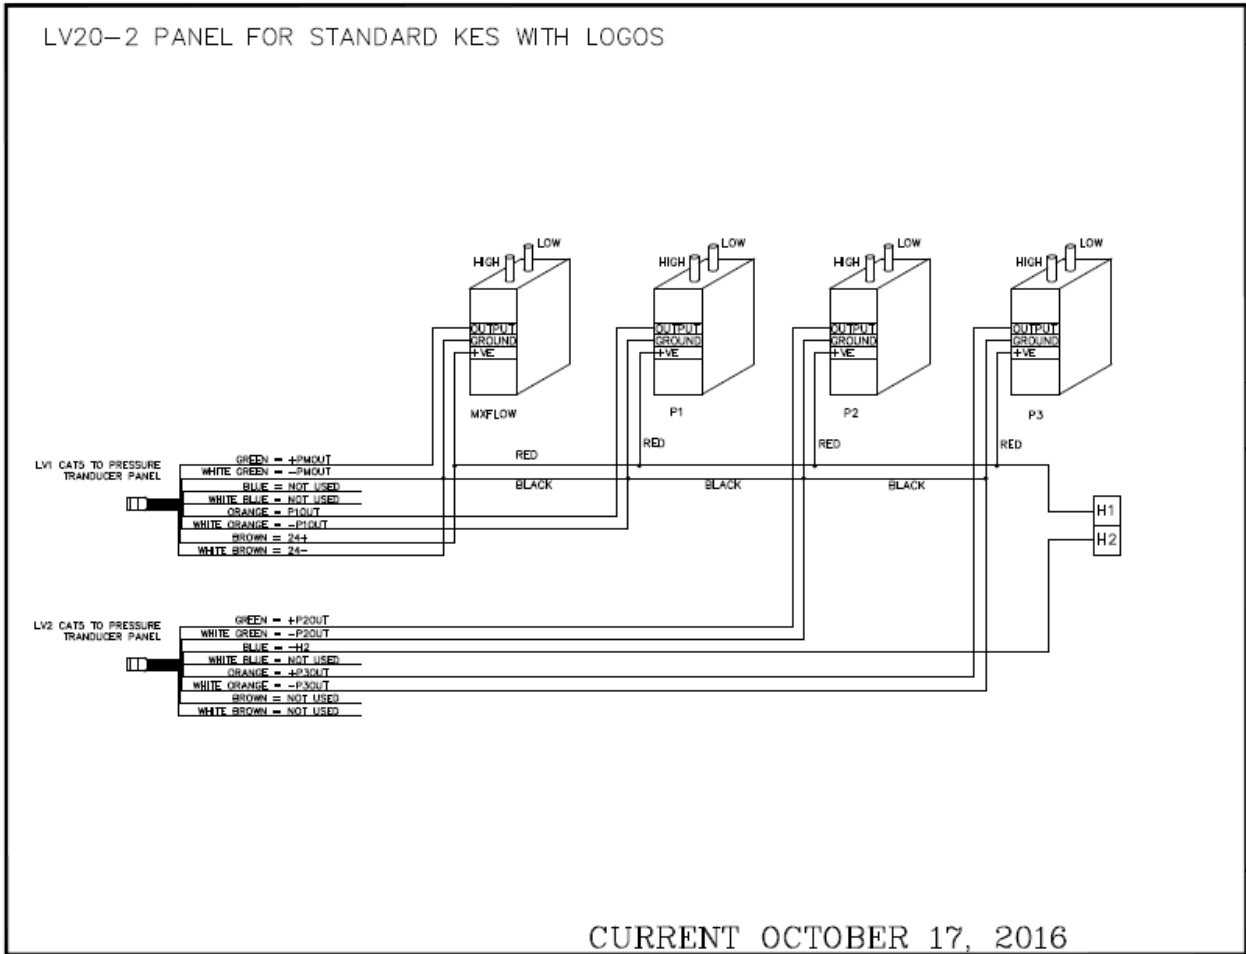 LV20-2 PANEL FOR STANDARD KES WITH LOGOS
HIGH LOW
HIGH LOW
HIGH LOW
HIGH LOW
OUTPUT
GROUND
+VE
OUTPUT
GROUND
+VE
OUTPUT
GROUND
+VE
OUTPUT
GROUND
+VE
MXFLOW
P1
P2
P3
RED
RED
RED
RED
BLACK
BLACK
BLACK
LV1 CAT5 TO PRESSURE
TRANDUCER PANEL
GREEN = +PMOUT
WHITE GREEN = -PMOUT
BLUE = NOT USED
WHITE BLUE = NOT USED
ORANGE = P1OUT
WHITE ORANGE = -P1OUT
BROWN = 24+
WHITE BROWN = 24-
H1
H2
LV2 CAT5 TO PRESSURE
TRANDUCER PANEL
GREEN = +P2OUT
WHITE GREEN = -P2OUT
BLUE = -H2
WHITE BLUE = NOT USED
ORANGE = +P3OUT
WHITE ORANGE = -P3OUT
BROWN = NOT USED
WHITE BROWN = NOT USED
CURRENT OCTOBER 17, 2016